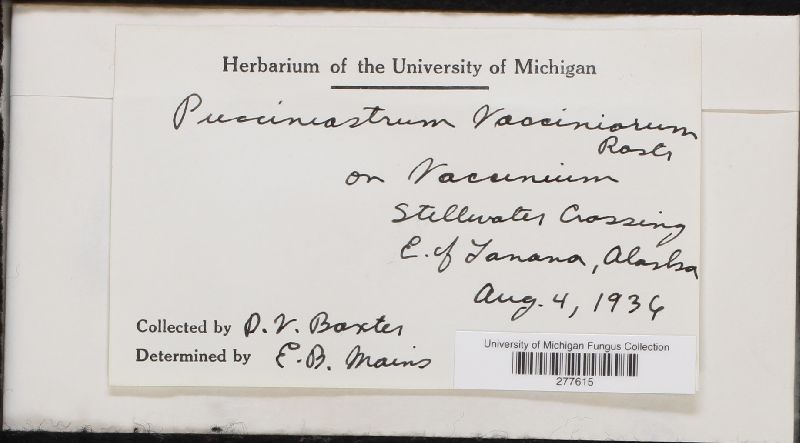 Herbarium of the University of Michigan
Pucciniastrum Vacciniorum
Rostr
on Vaccinium
Stillwater Crossing
E. of Tanana, Alaska
Aug. 4, 1936
Collected by D. V. Baxter
Determined by E. B. Mains
University of Michigan Fungus Collection
277615